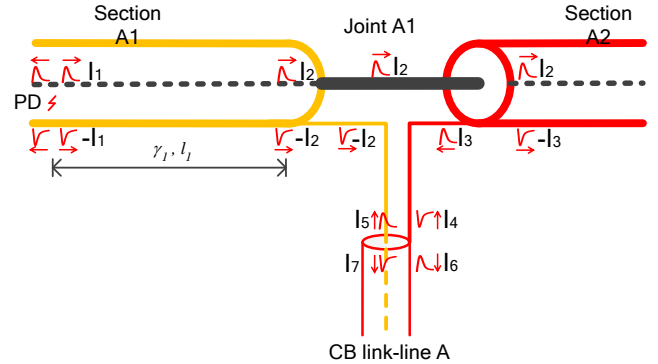 Section A1
Joint A1
Section A2
I₁
I₂
I₂
I₂
PD
-I₁
-I₂
-I₂
I₃
-I₃
γ₁, l₁
I₅
I₄
I₇
I₆
CB link-line A